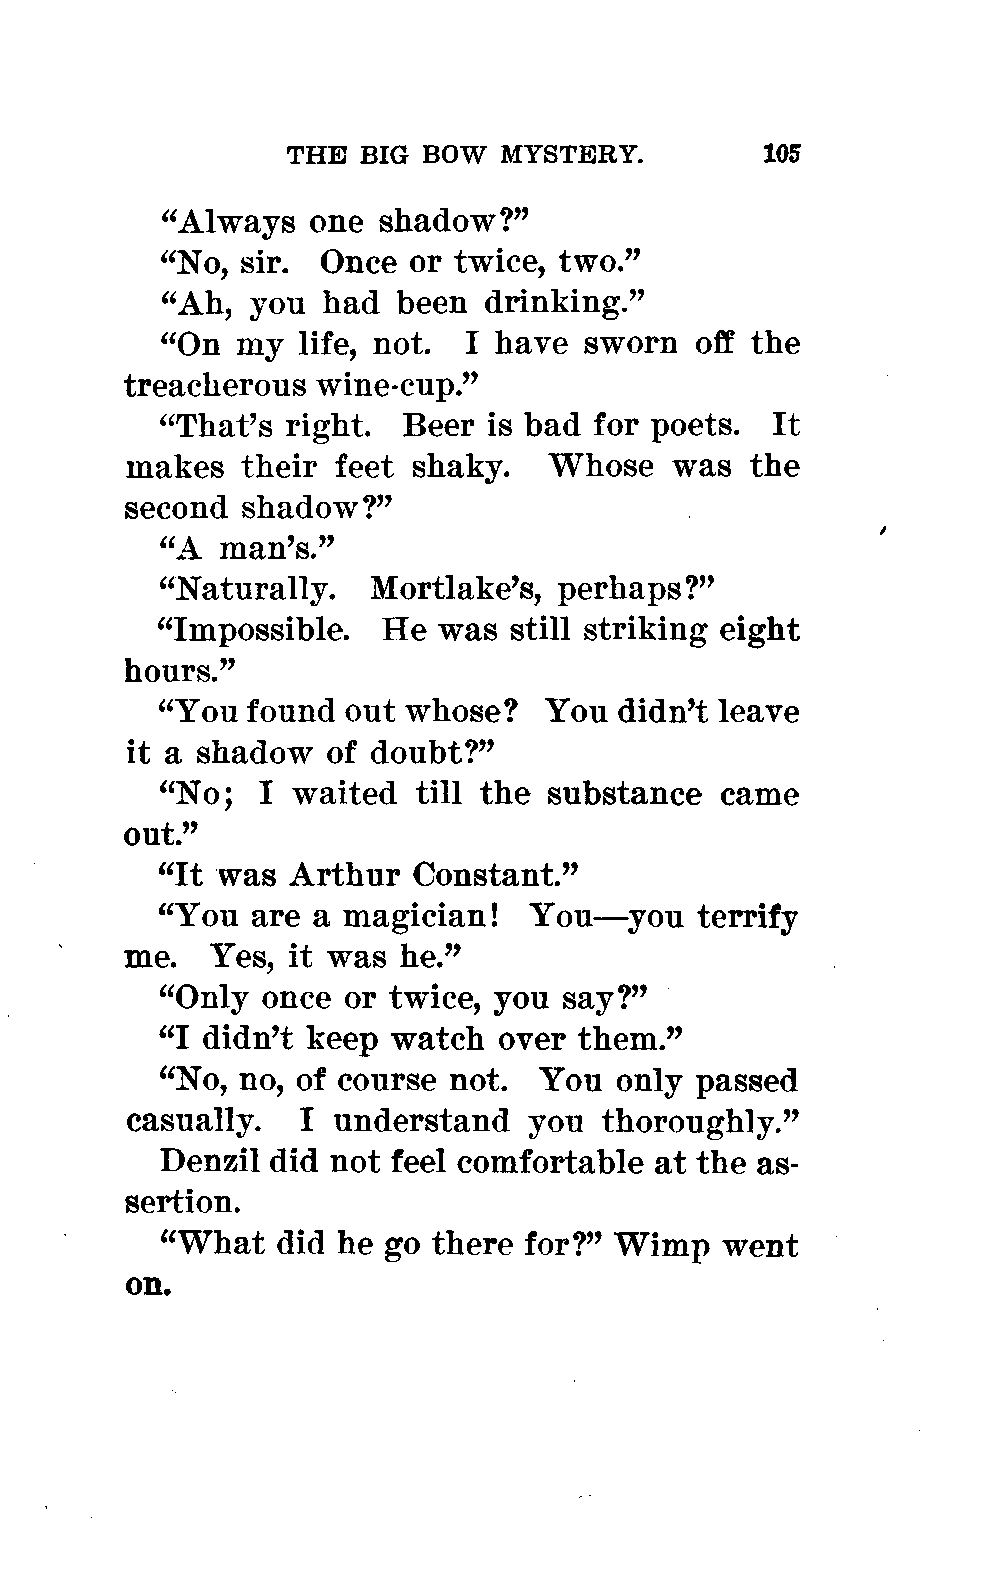 THE BIG BOW MYSTERY. 105
“Always one shadow?”
“No, sir. Once or twice, two.”
“Ah, you had been drinking.”
“On my life, not. I have sworn off the
treacherous wine-cup.”
“That’s right. Beer is bad for poets. It
makes their feet shaky. Whose was the
second shadow?”
“A man’s.”
“Naturally. Mortlake’s, perhaps?”
“Impossible. He was still striking eight
hours.”
“You found out whose? You didn’t leave
it a shadow of doubt?”
“No; I waited till the substance came
out.”
“It was Arthur Constant.”
“You are a magician! You—you terrify
me. Yes, it was he.”
“Only once or twice, you say?”
“I didn’t keep watch over them.”
“No, no, of course not. You only passed
casually. I understand you thoroughly.”
Denzil did not feel comfortable at the as-
sertion.
“What did he go there for?” Wimp went
on.